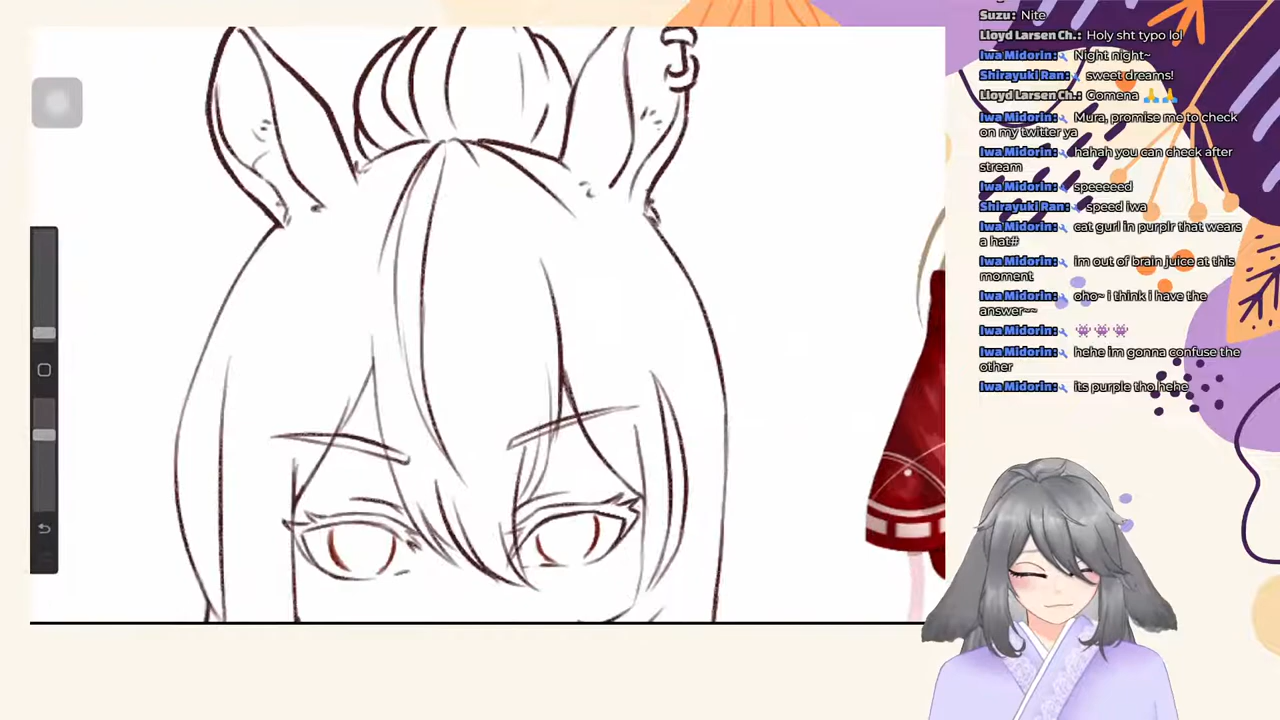 Suzu: Nite
Lloyd Larsen Ch.: Holy sht typo lol
Iwa Midorin: Night night~
Shirayuki Ran: sweet dreams!
Lloyd Larsen Ch.: Comena 🙏🙏
Iwa Midorin: Mura, promise me to check
on my twitter ya
Iwa Midorin: hahah you can check after
stream
Iwa Midorin: speeeeed
Shirayuki Ran: speed iwa
Iwa Midorin: cat gurl in purplr that wears
a hat#
Iwa Midorin: im out of brain juice at this
moment
Iwa Midorin: oho~ i think i have the
answer~~
Iwa Midorin: 👾👾👾
Iwa Midorin: hehe im gonna confuse the
other
Iwa Midorin: its purple tho hehe